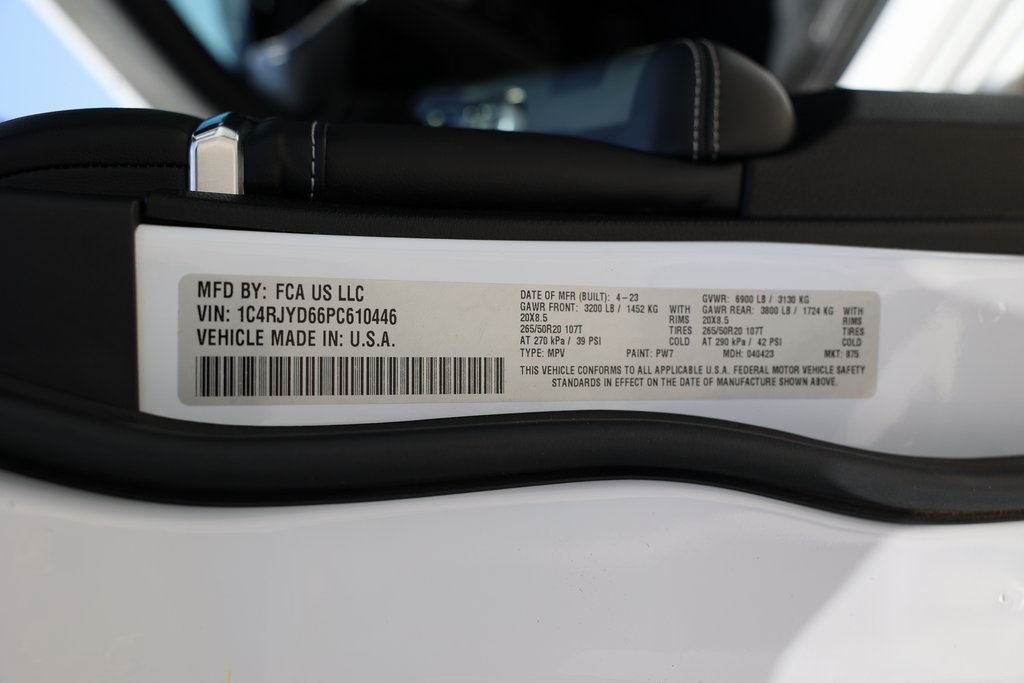 MFD BY: FCA US LLC
VIN: 1C4RJYD66PC610446
VEHICLE MADE IN: U.S.A.
DATE OF MFR (BUILT): 4-23
GAWR FRONT: 3200 LB / 1452 KG WITH
20X8.5 RIMS
265/50R20 107T TIRES
AT 270 kPa / 39 PSI COLD
TYPE: MPV PAINT: PW7
GVWR: 6900 LB / 3130 KG
GAWR REAR: 3800 LB / 1724 KG WITH
20X8.5 RIMS
265/50R20 107T TIRES
AT 290 kPa / 42 PSI COLD
MDH: 040423 MKT: 875
THIS VEHICLE CONFORMS TO ALL APPLICABLE U.S.A. FEDERAL MOTOR VEHICLE SAFETY
STANDARDS IN EFFECT ON THE DATE OF MANUFACTURE SHOWN ABOVE.